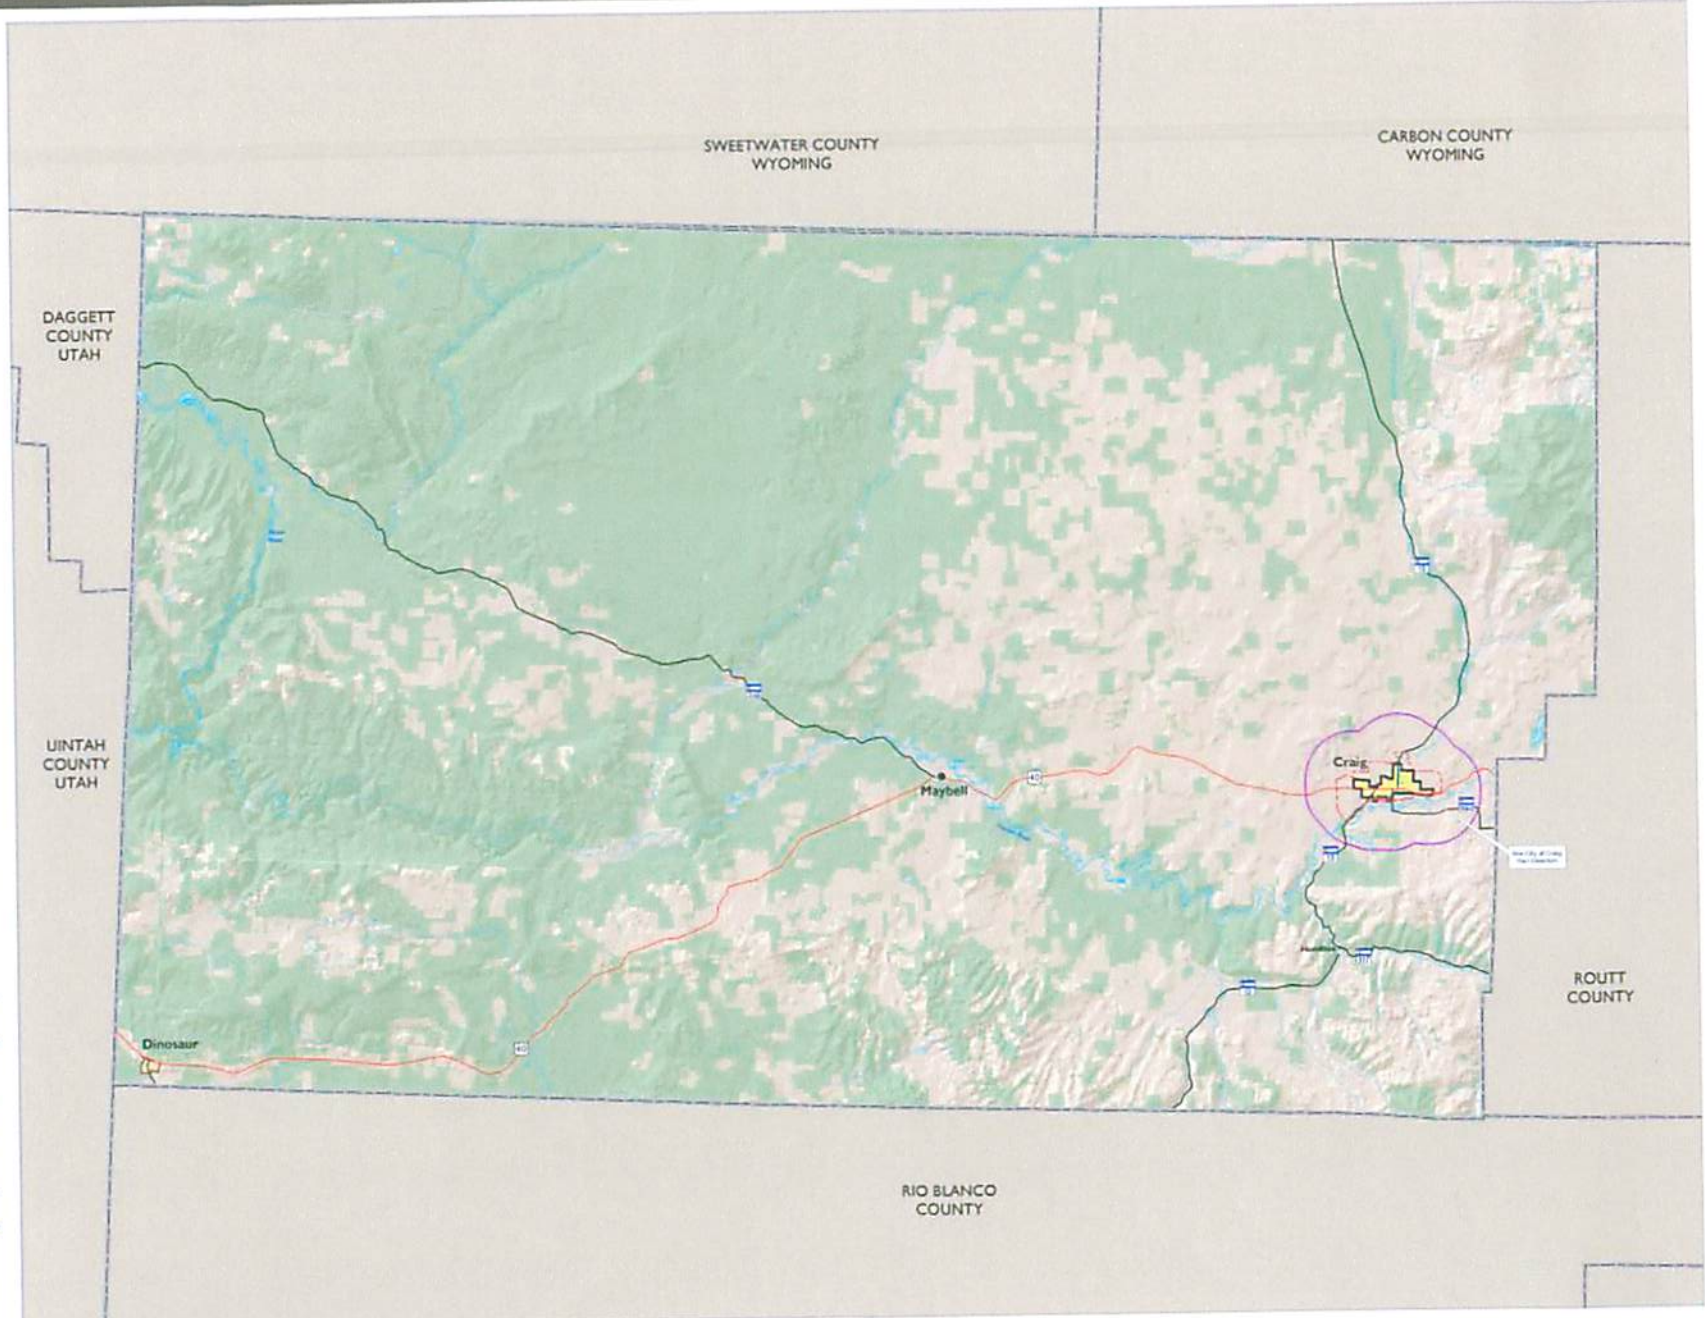 SWEETWATER COUNTY
WYOMING
CARBON COUNTY
WYOMING
DAGGETT
COUNTY
UTAH
UINTAH
COUNTY
UTAH
Craig
40
Maybell
ROUTT
COUNTY
Dinosaur
40
RIO BLANCO
COUNTY